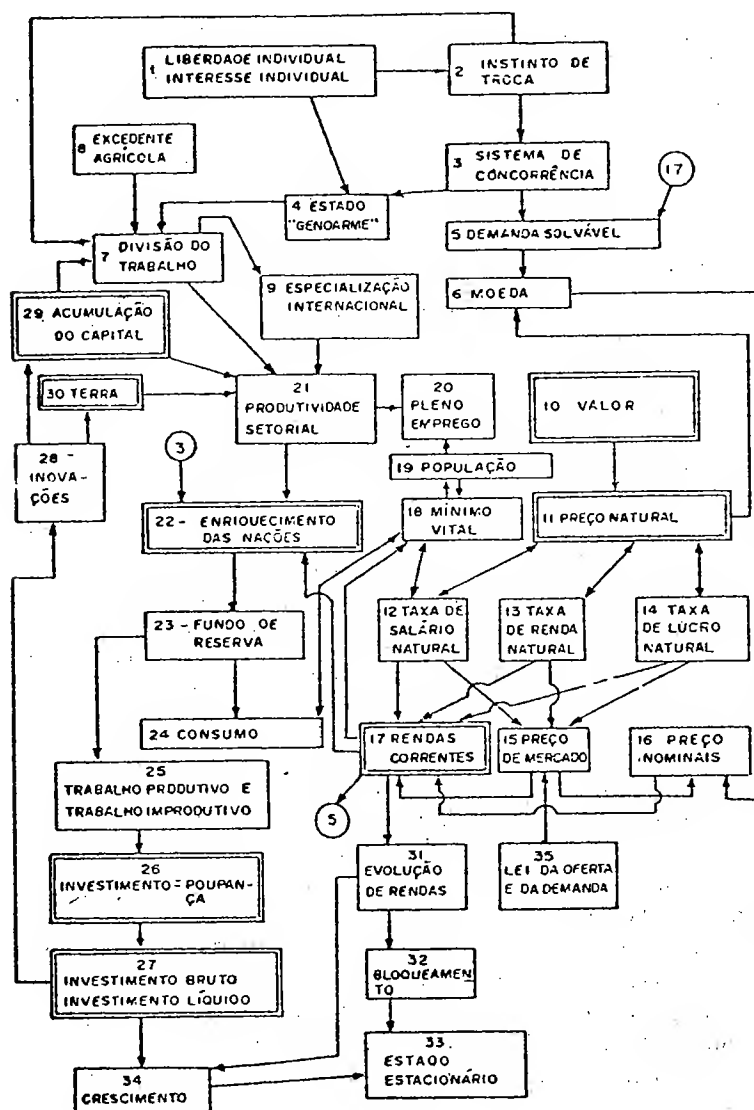 1 LIBERDADE INDIVIDUAL
INTERESSE INDIVIDUAL
2 INSTINTO DE
TROCA
8 EXCEDENTE
AGRÍCOLA
3 SISTEMA DE
CONCORRÊNCIA
17
4 ESTADO
"GENDARME"
5 DEMANDA SOLVÁVEL
7 DIVISÃO DO
TRABALHO
9 ESPECIALIZAÇÃO
INTERNACIONAL
6 MOEDA
29 ACUMULAÇÃO
DO CAPITAL
30 TERRA
21
PRODUTIVIDADE
SETORIAL
20
PLENO
EMPREGO
10 VALOR
28 -
INOVA-
ÇÕES
3
19 POPULAÇÃO
18 MÍNIMO
VITAL
11 PREÇO NATURAL
22 - ENRIQUECIMENTO
DAS NAÇÕES
12 TAXA DE
SALÁRIO
NATURAL
13 TAXA
DE RENDA
NATURAL
14 TAXA
DE LUCRO
NATURAL
23 - FUNDO DE
RESERVA
24 CONSUMO
17 RENDAS
CORRENTES
15 PREÇO
DE MERCADO
16 PREÇO
NOMINAIS
25
TRABALHO PRODUTIVO E
TRABALHO IMPRODUTIVO
5
26
INVESTIMENTO = POUPAN-
ÇA
31
EVOLUÇÃO
DE RENDAS
35
LEI DA OFERTA
E DA DEMANDA
27
INVESTIMENTO BRUTO
INVESTIMENTO LÍQUIDO
32
BLOQUEAMEN
TO
33
ESTADO
ESTACIONÁRIO
34
CRESCIMENTO